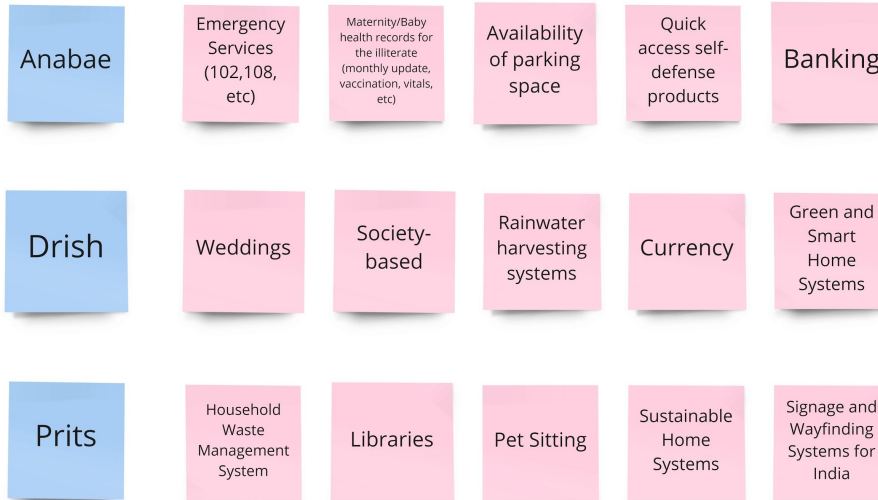 Anabae
Emergency
Services
(102,108,
etc)
Maternity/Baby
health records for
the illiterate
(monthly update,
vaccination, vitals,
etc)
Availability
of parking
space
Quick
access self-
defense
products
Banking
Drish
Weddings
Society-
based
Rainwater
harvesting
systems
Currency
Green and
Smart
Home
Systems
Prits
Household
Waste
Management
System
Libraries
Pet Sitting
Sustainable
Home
Systems
Signage and
Wayfinding
Systems for
India